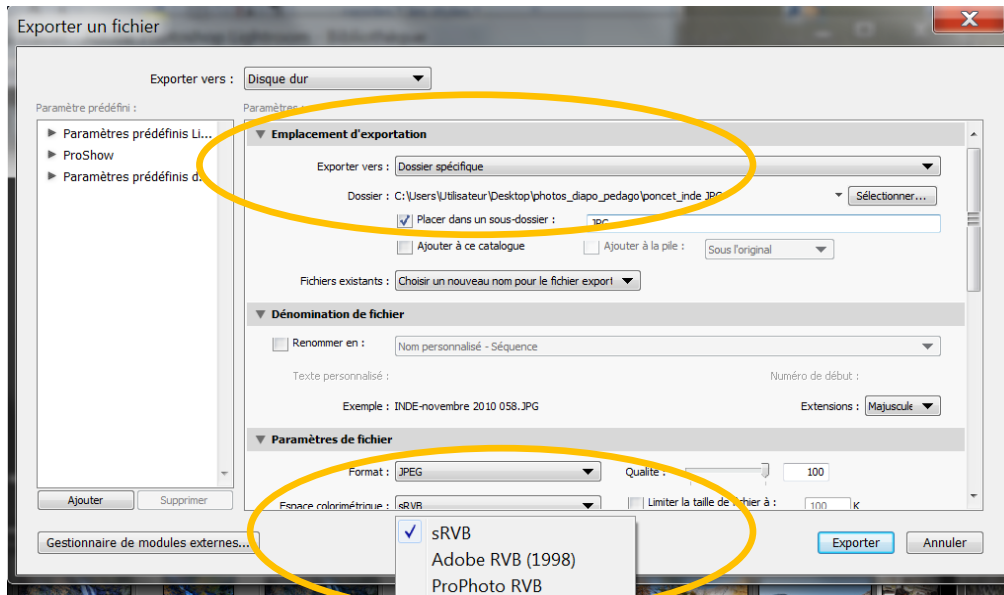 Exporter un fichier
Exporter vers : Disque dur
Paramètre prédéfini :
Paramètres
Paramètres prédéfinis Li...
ProShow
Paramètres prédéfinis d
Ajouter
Supprimer
Emplacement d'exportation
Exporter vers : Dossier spécifique
Dossier : C:\Users\Utilisateur\Desktop\photos_diapo_pedago\poncet_inde JPG
Sélectionner...
Placer dans un sous-dossier : JPG
Ajouter à ce catalogue
Ajouter à la pile : Sous l'original
Fichiers existants : Choisir un nouveau nom pour le fichier export
Dénomination de fichier
Renommer en : Nom personnalisé - Séquence
Texte personnalisé :
Numéro de début :
Exemple : INDE-novembre 2010 058.JPG
Extensions : Majuscule
Paramètres de fichier
Format : JPEG
Qualité : 100
Espace colorimétrique : sRVB
Limiter la taille de fichier à : 100 K
sRVB
Adobe RVB (1998)
ProPhoto RVB
Gestionnaire de modules externes...
Exporter
Annuler